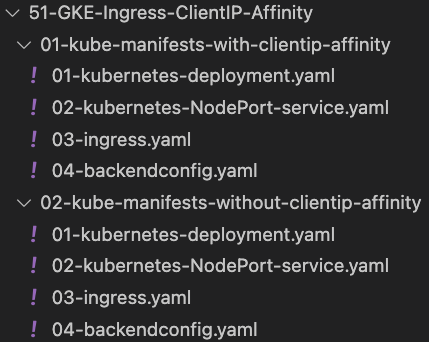 51-GKE-Ingress-ClientIP-Affinity
01-kube-manifests-with-clientip-affinity
! 01-kubernetes-deployment.yaml
! 02-kubernetes-NodePort-service.yaml
! 03-ingress.yaml
! 04-backendconfig.yaml
02-kube-manifests-without-clientip-affinity
! 01-kubernetes-deployment.yaml
! 02-kubernetes-NodePort-service.yaml
! 03-ingress.yaml
! 04-backendconfig.yaml